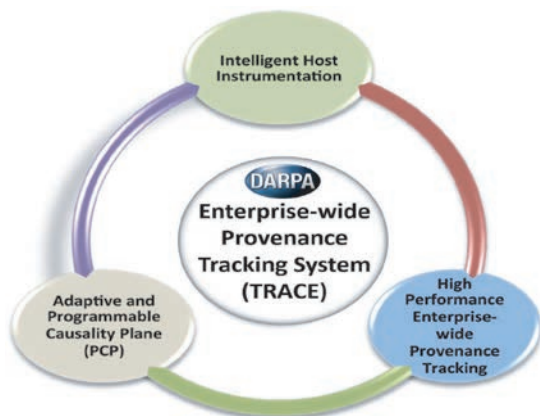 Intelligent Host
Instrumentation
DARPA
Enterprise-wide
Provenance
Tracking System
(TRACE)
Adaptive and
Programmable
Causality Plane
(PCP)
High
Performance
Enterprise-
wide
Provenance
Tracking